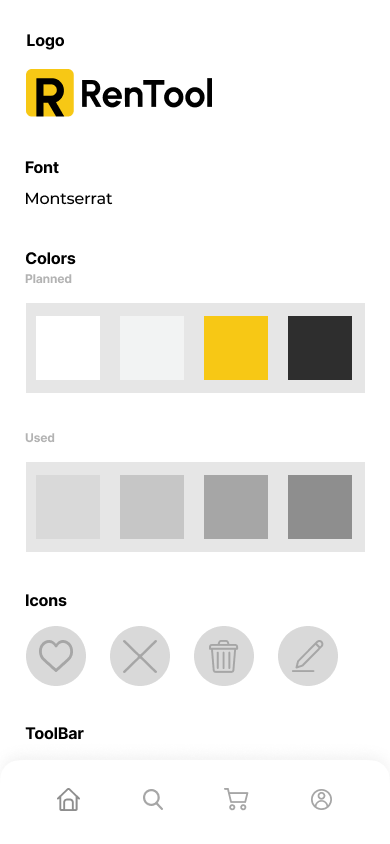 Logo
R RenTool
Font
Montserrat
Colors
Planned
Used
Icons
ToolBar